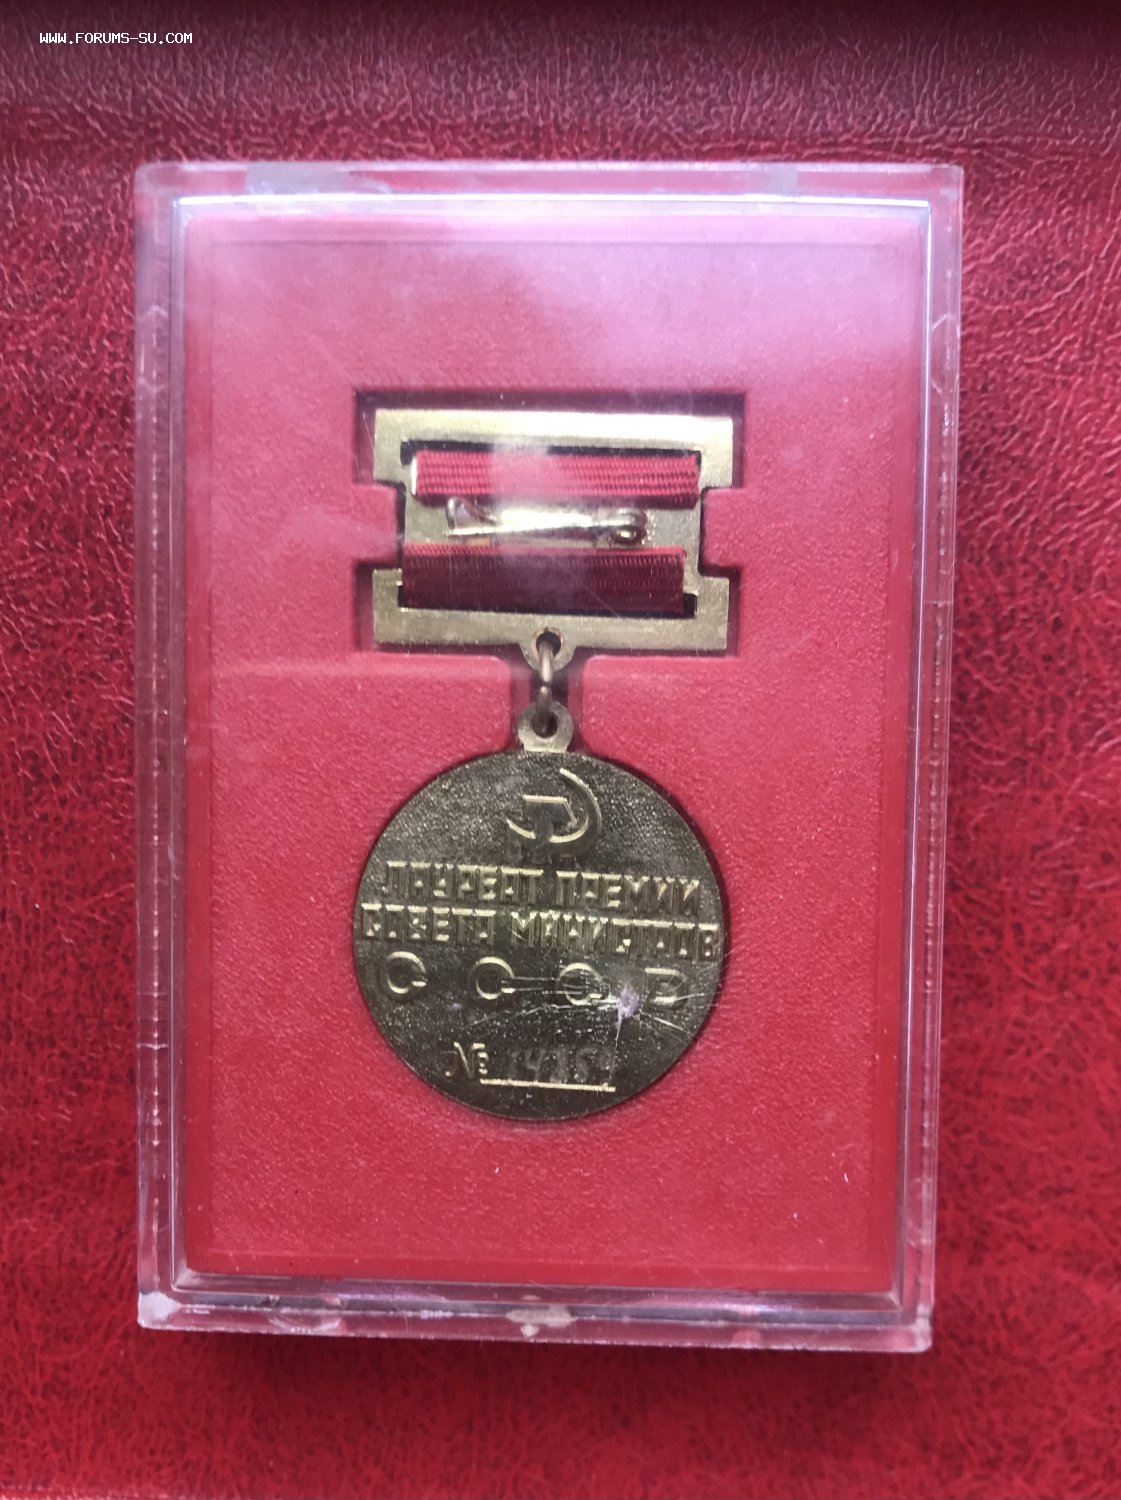 WWW.FORUMS-SU.COM
ЛАУРЕАТ ПРЕМИИ
СОВЕТА МИНИСТРОВ
СССР
№